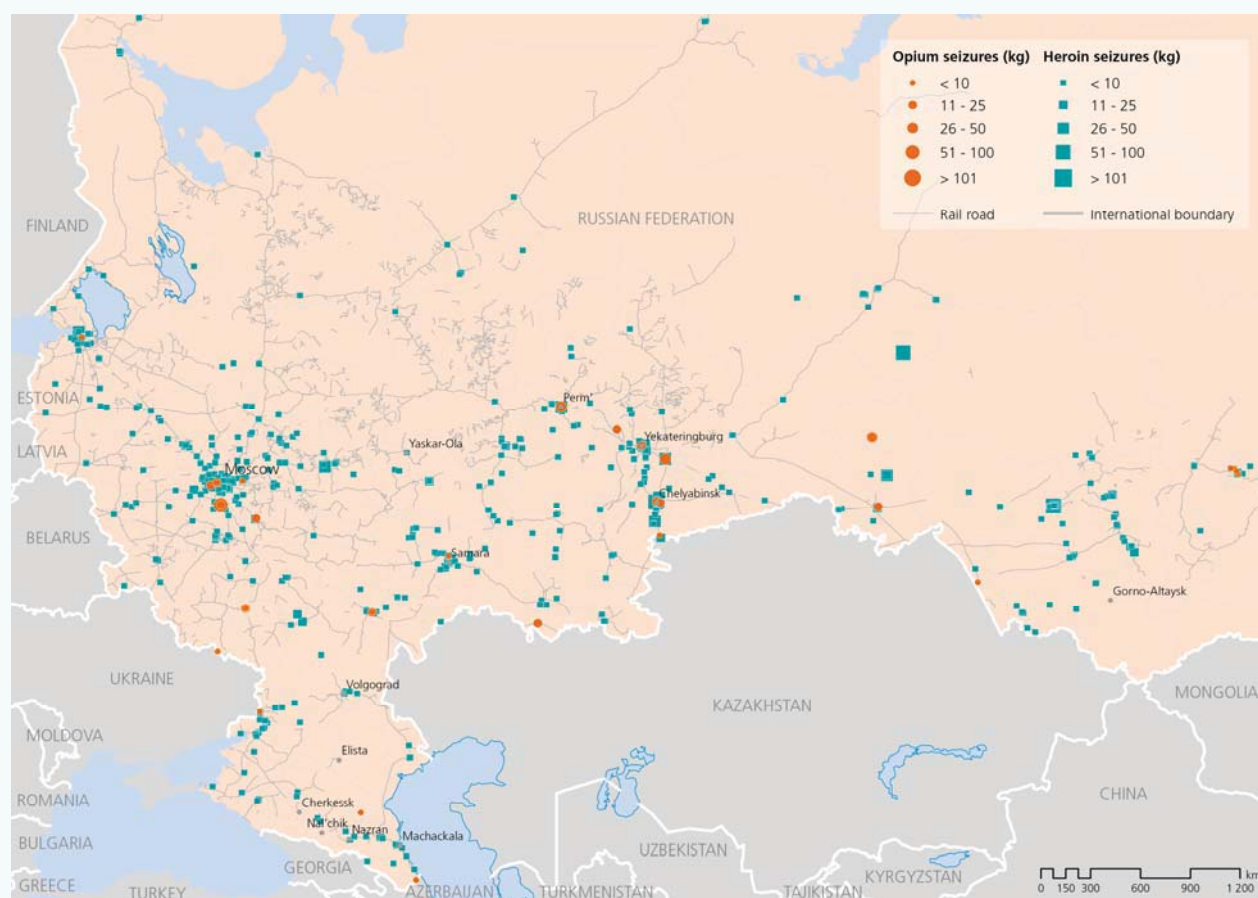 Opium seizures (kg) Heroin seizures (kg)
< 10 < 10
11 - 25 11 - 25
26 - 50 26 - 50
51 - 100 51 - 100
> 101 > 101
Rail road International boundary
FINLAND
RUSSIAN FEDERATION
ESTONIA
Perm'
LATVIA
Yaskar-Ola
Yekateringburg
Moscow
Chelyabinsk
BELARUS
Samara
Gorno-Altaysk
UKRAINE
Volgograd
MONGOLIA
KAZAKHSTAN
MOLDOVA
Elista
ROMANIA
CHINA
Cherkessk
Nal'chik
Nazran
Machackala
BULGARIA
UZBEKISTAN
GEORGIA
KYRGYZSTAN
GREECE
TURKEY
AZERBAIJAN
TURKMENISTAN
TAJIKISTAN
km
0 150 300 600 900 1 200